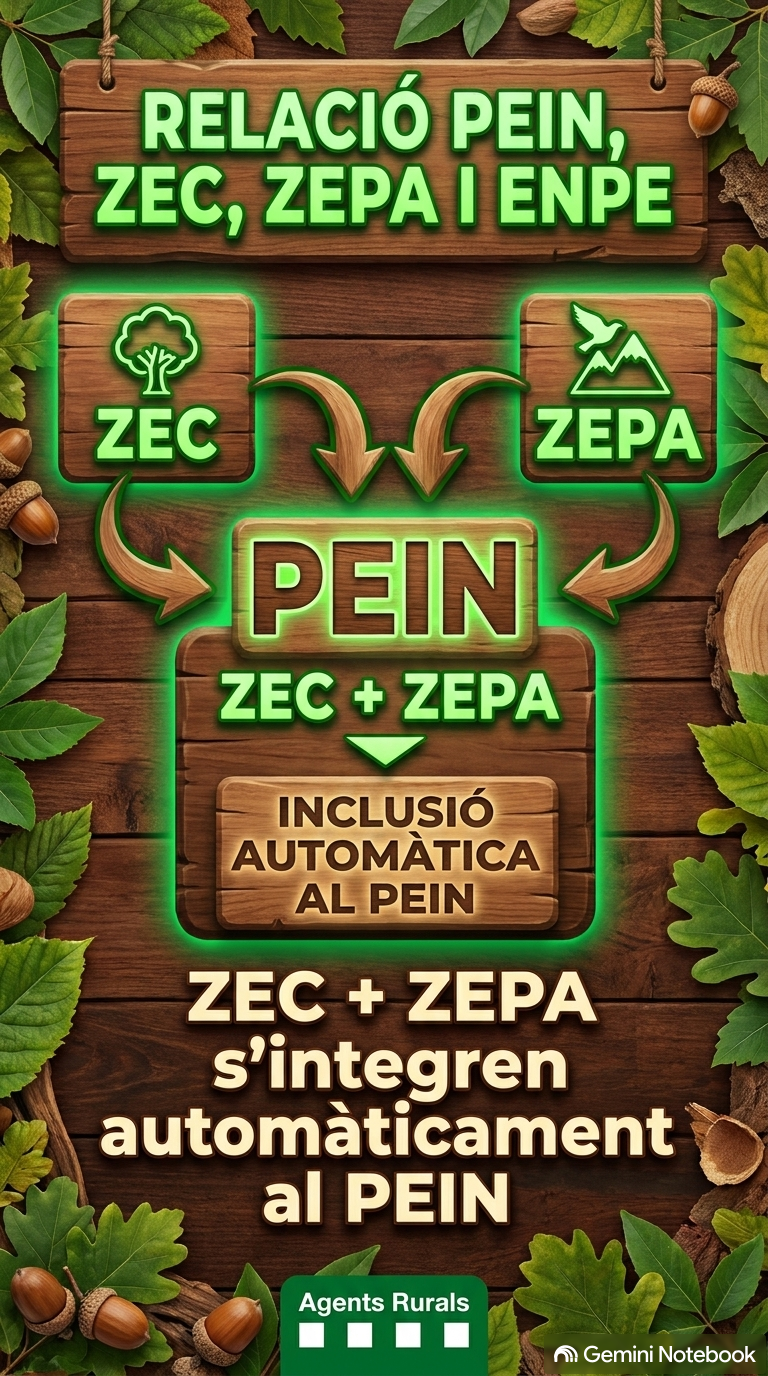 RELACIÓ PEIN,
ZEC, ZEPA I ENPE
ZEC
ZEPA
PEIN
ZEC + ZEPA
INCLUSIÓ
AUTOMÀTICA
AL PEIN
ZEC + ZEPA
s'integren
automàticament
al PEIN
Agents Rurals
Gemini Notebook